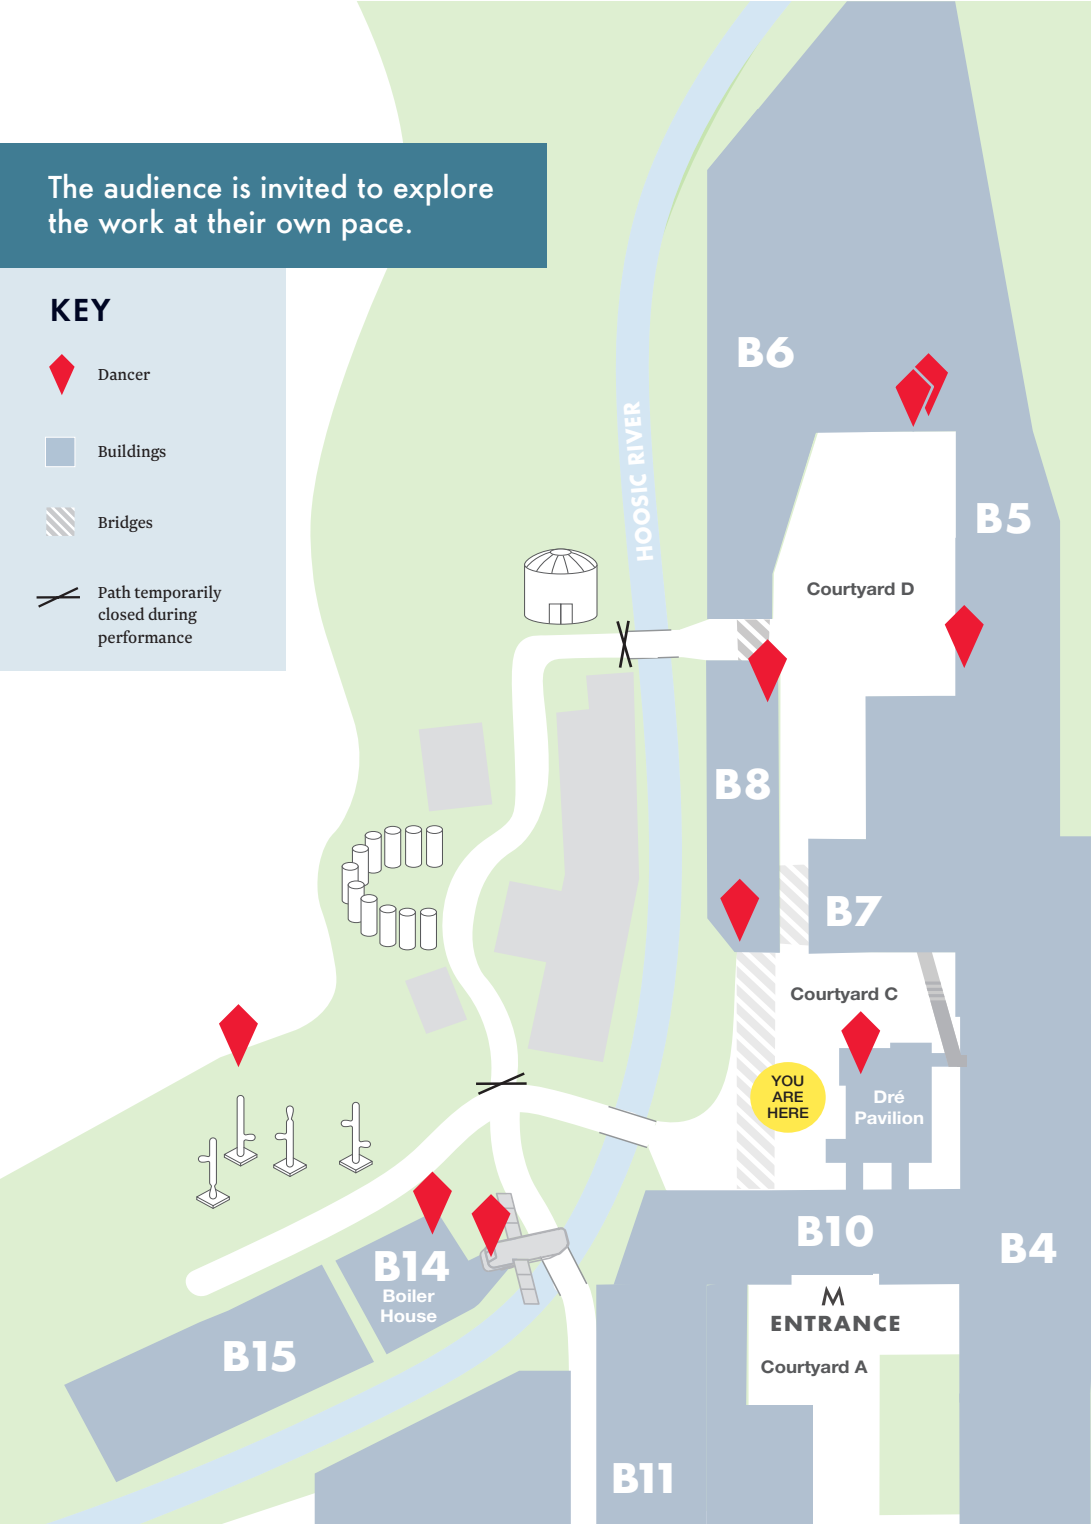 The audience is invited to explore
the work at their own pace.
KEY
Dancer
Buildings
Bridges
Path temporarily
closed during
performance
B6
HOOSIC RIVER
B5
Courtyard D
B8
B7
Courtyard C
YOU
ARE
HERE
Dré
Pavilion
B10
B4
B14
Boiler
House
M
ENTRANCE
B15
Courtyard A
B11